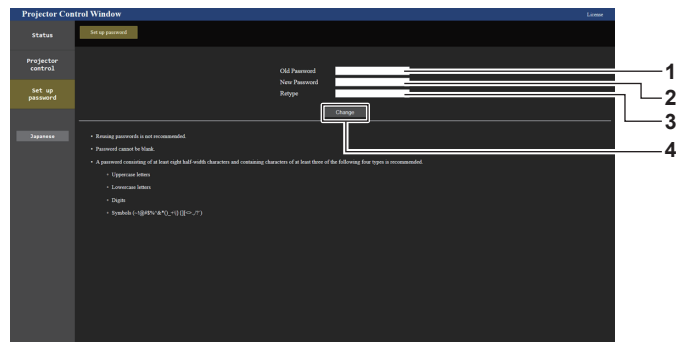 Projector Control Window
License
Status
Set up password
Projector
control
Set up
password
Japanese
Old Password
New Password
Retype
Change
1
2
3
4
• Reusing passwords is not recommended.
• Password cannot be blank.
• A password consisting of at least eight half-width characters and containing characters of at least three of the following four types is recommended.
◦ Uppercase letters
◦ Lowercase letters
◦ Digits
◦ Symbols